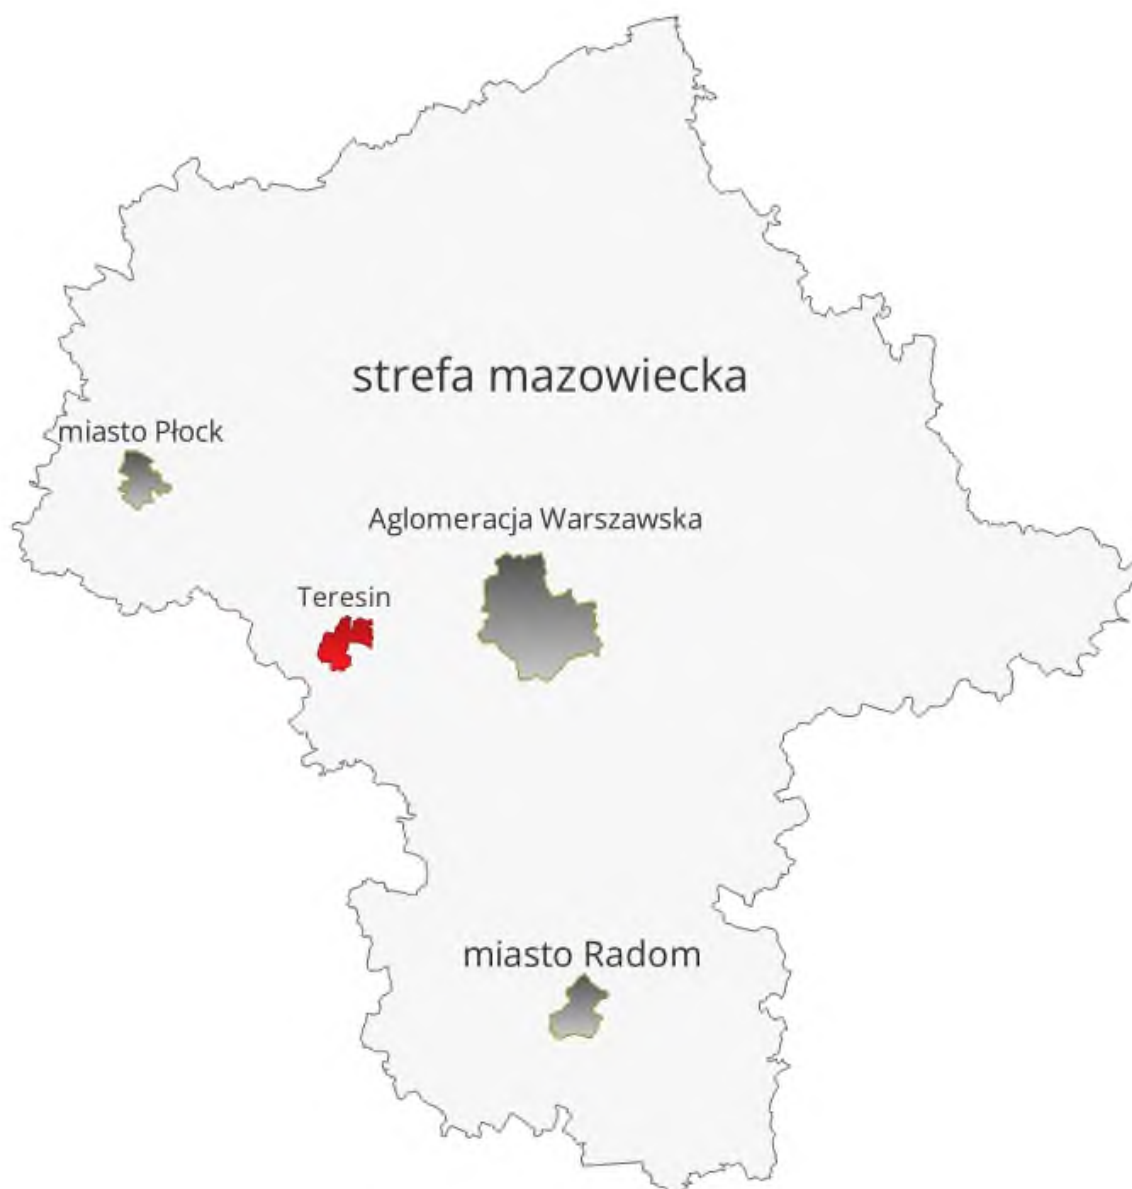 strefa mazowiecka
miasto Płock
Aglomeracja Warszawska
Teresin
miasto Radom